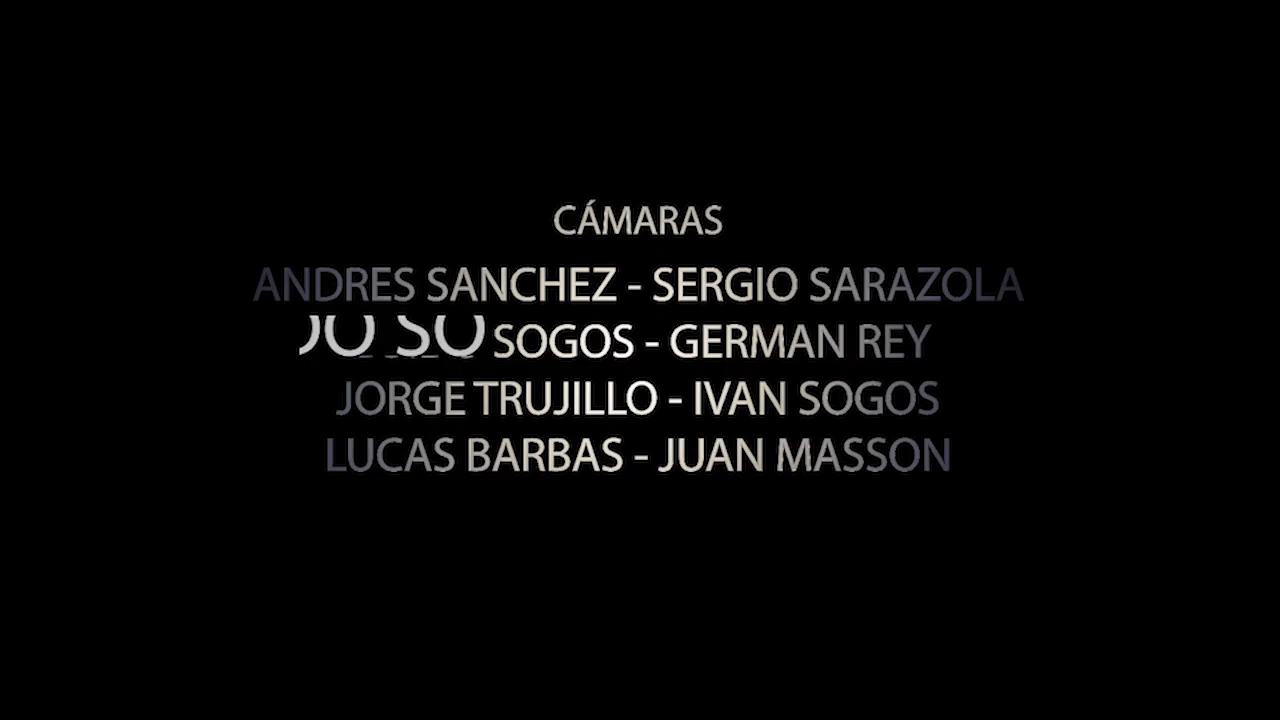 CÁMARAS
ANDRES SANCHEZ - SERGIO SARAZOLA
SOGOS - GERMAN REY
JORGE TRUJILLO - IVAN SOGOS
LUCAS BARBAS - JUAN MASSON